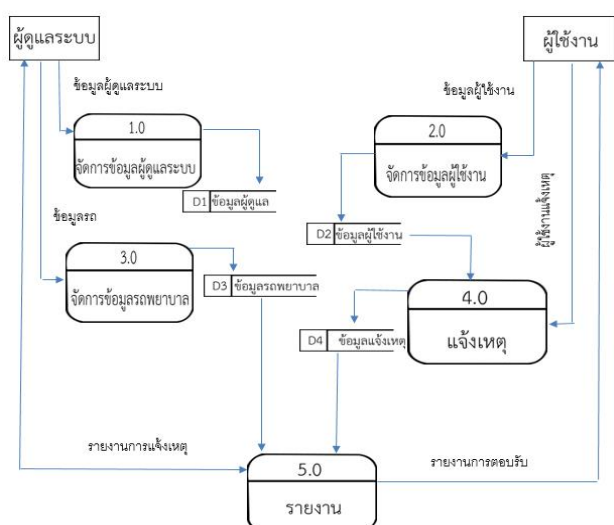 ผู้ดูแลระบบ
ผู้ใช้งาน
ข้อมูลผู้ดูแลระบบ
ข้อมูลผู้ใช้งาน
1.0
จัดการข้อมูลผู้ดูแลระบบ
2.0
จัดการข้อมูลผู้ใช้งาน
D1 ข้อมูลผู้ดูแล
ข้อมูลรถ
D2 ข้อมูลผู้ใช้งาน
ผู้ใช้งานแจ้งเหตุ
3.0
จัดการข้อมูลรถพยาบาล
D3 ข้อมูลรถพยาบาล
4.0
แจ้งเหตุ
D4 ข้อมูลแจ้งเหตุ
รายงานการแจ้งเหตุ
รายงานการตอบรับ
5.0
รายงาน